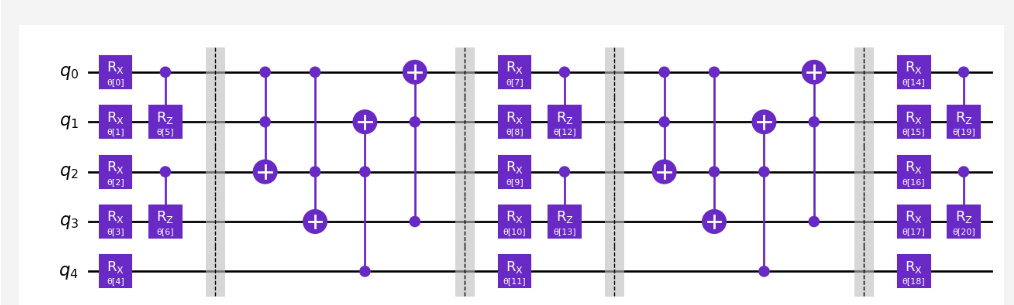 q0 RX θ[0] RX θ[7] RX θ[14]
q1 RX θ[1] RZ θ[5] RX θ[8] RZ θ[12] RX θ[15] RZ θ[19]
q2 RX θ[2] RX θ[9] RX θ[16]
q3 RX θ[3] RZ θ[6] RX θ[10] RZ θ[13] RX θ[17] RZ θ[20]
q4 RX θ[4] RX θ[11] RX θ[18]